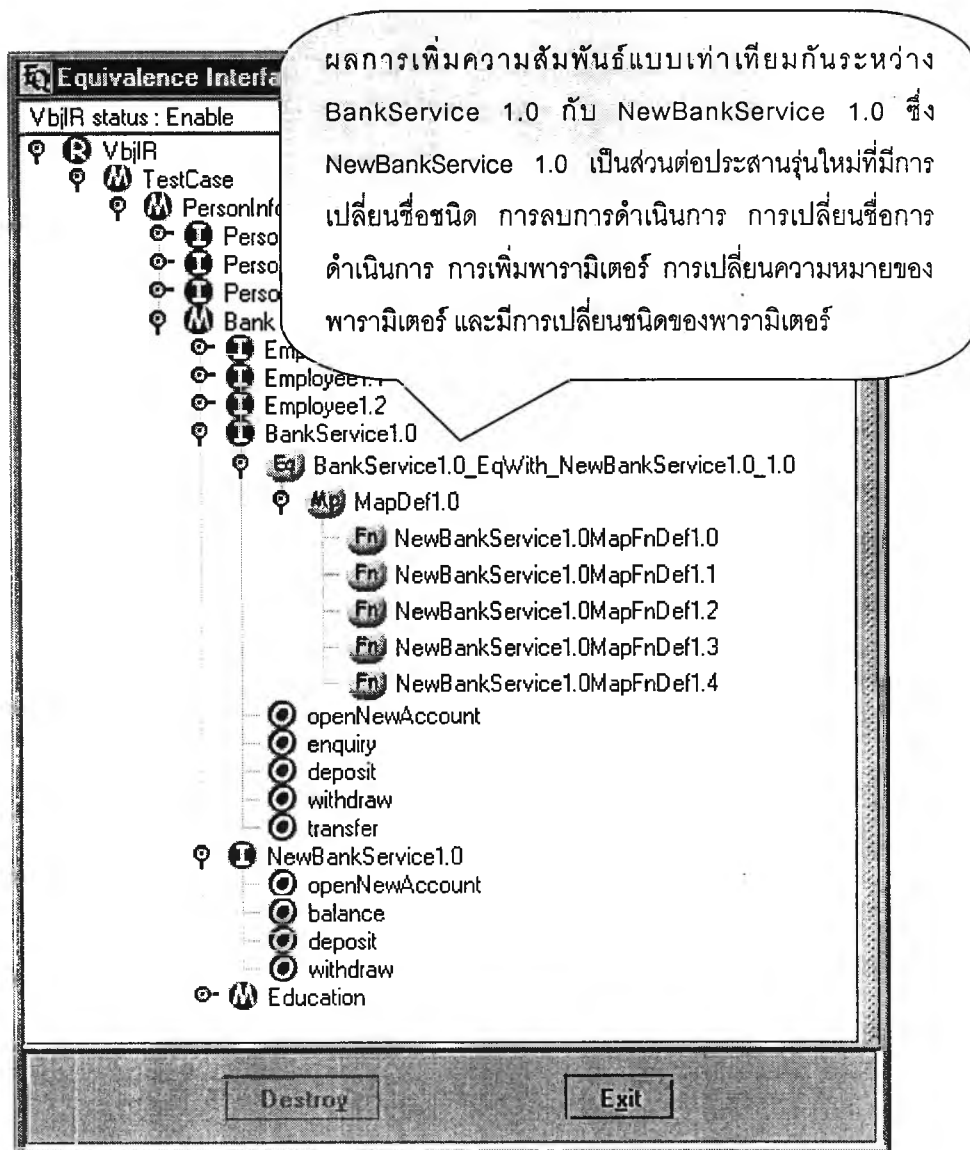 ผลการเพิ่มความสัมพันธ์แบบเท่าเทียมกันระหว่าง
BankService 1.0 กับ NewBankService 1.0 ซึ่ง
NewBankService 1.0 เป็นส่วนต่อประสานรุ่นใหม่ที่มีการ
เปลี่ยนชื่อชนิด การลบการดำเนินการ การเปลี่ยนชื่อการ
ดำเนินการ การเพิ่มพารามิเตอร์ การเปลี่ยนความหมายของ
พารามิเตอร์ และมีการเปลี่ยนชนิดของพารามิเตอร์
Equivalence Interfa
VbjIR status : Enable
VbjIR
TestCase
PersonInfo
Perso
Perso
Perso
Bank
Emp
Employee1.1
Employee1.2
BankService1.0
BankService1.0_EqWith_NewBankService1.0_1.0
MapDef1.0
NewBankService1.0MapFnDef1.0
NewBankService1.0MapFnDef1.1
NewBankService1.0MapFnDef1.2
NewBankService1.0MapFnDef1.3
NewBankService1.0MapFnDef1.4
openNewAccount
enquiry
deposit
withdraw
transfer
NewBankService1.0
openNewAccount
balance
deposit
withdraw
Education
Destroy
Exit